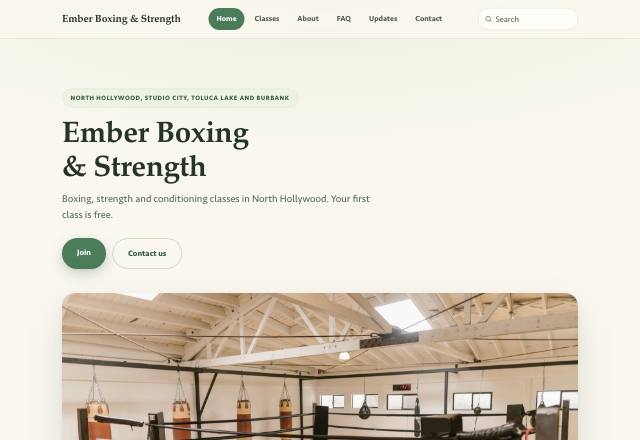 Ember Boxing & Strength
Home
Classes
About
FAQ
Updates
Contact
Search
NORTH HOLLYWOOD, STUDIO CITY, TOLUCA LAKE AND BURBANK
Ember Boxing
& Strength
Boxing, strength and conditioning classes in North Hollywood. Your first
class is free.
Join
Contact us